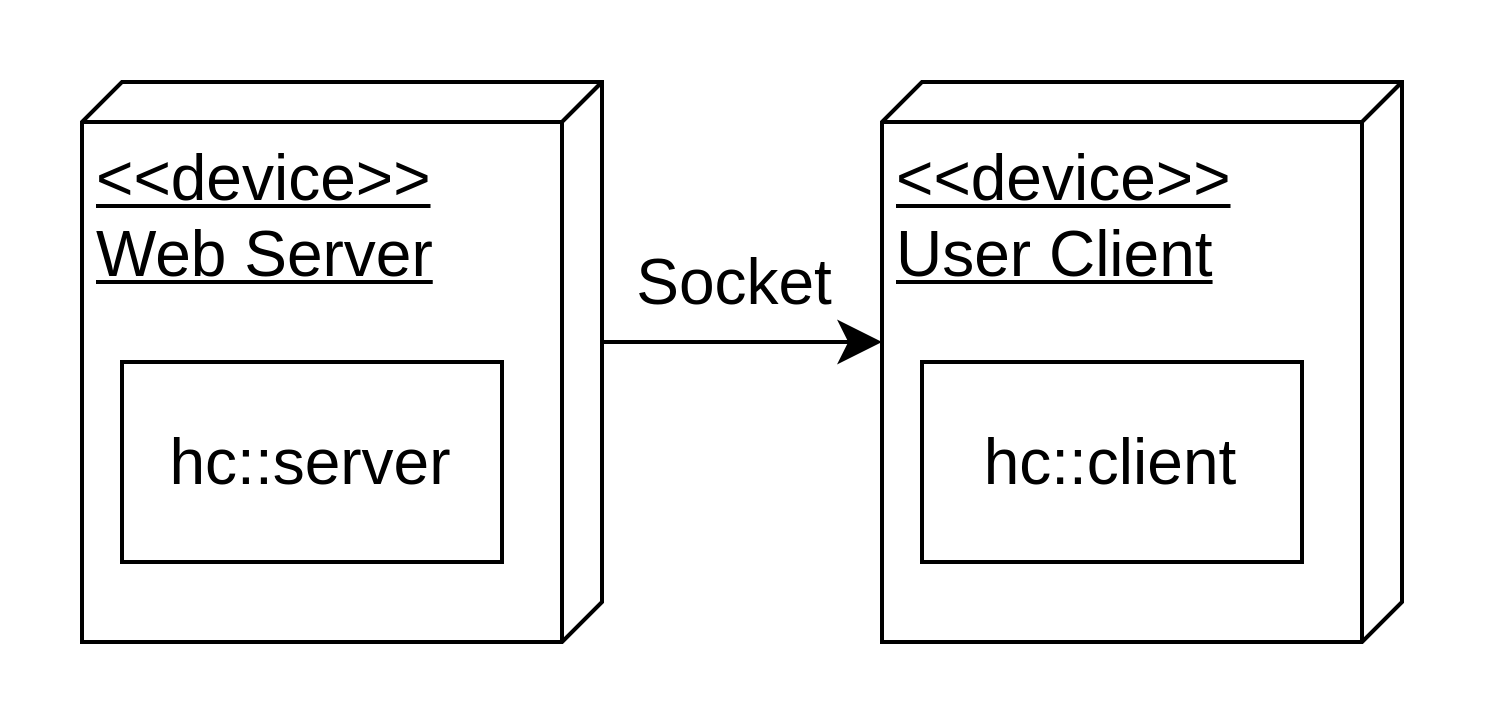 <<device>>
Web Server
hc::server
Socket
<<device>>
User Client
hc::client